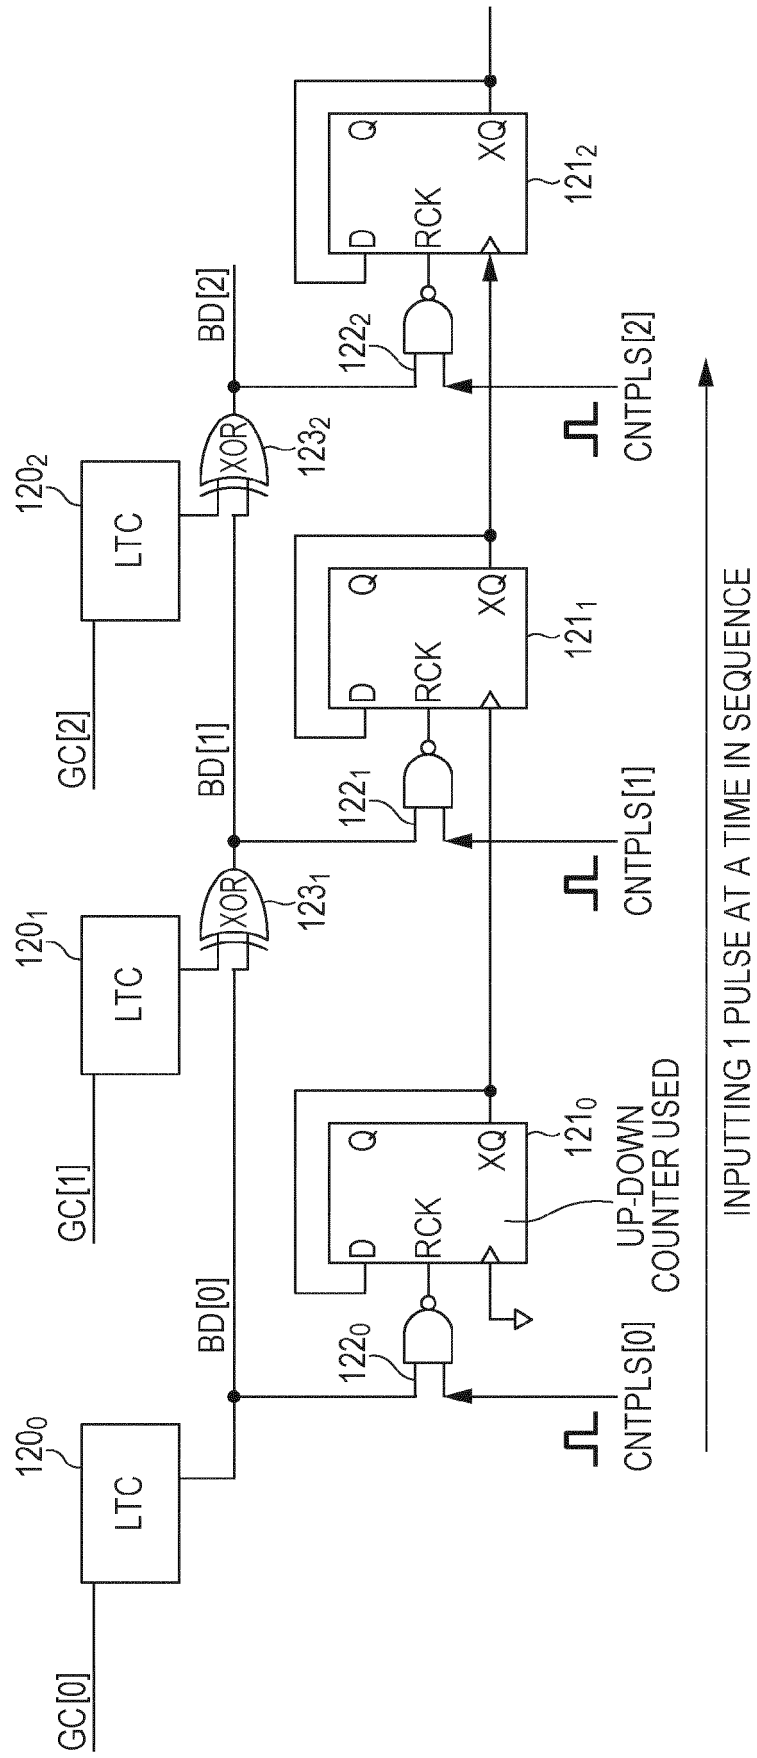 GC[0]
120₀
LTC
BD[0]
GC[1]
120₁
LTC
XOR
123₁
BD[1]
GC[2]
120₂
LTC
XOR
123₂
BD[2]
122₀
D
Q
RCK
XQ
121₀
122₁
D
Q
RCK
XQ
121₁
122₂
D
Q
RCK
XQ
121₂
CNTPLS[0]
UP-DOWN
COUNTER USED
CNTPLS[1]
CNTPLS[2]
INPUTTING 1 PULSE AT A TIME IN SEQUENCE